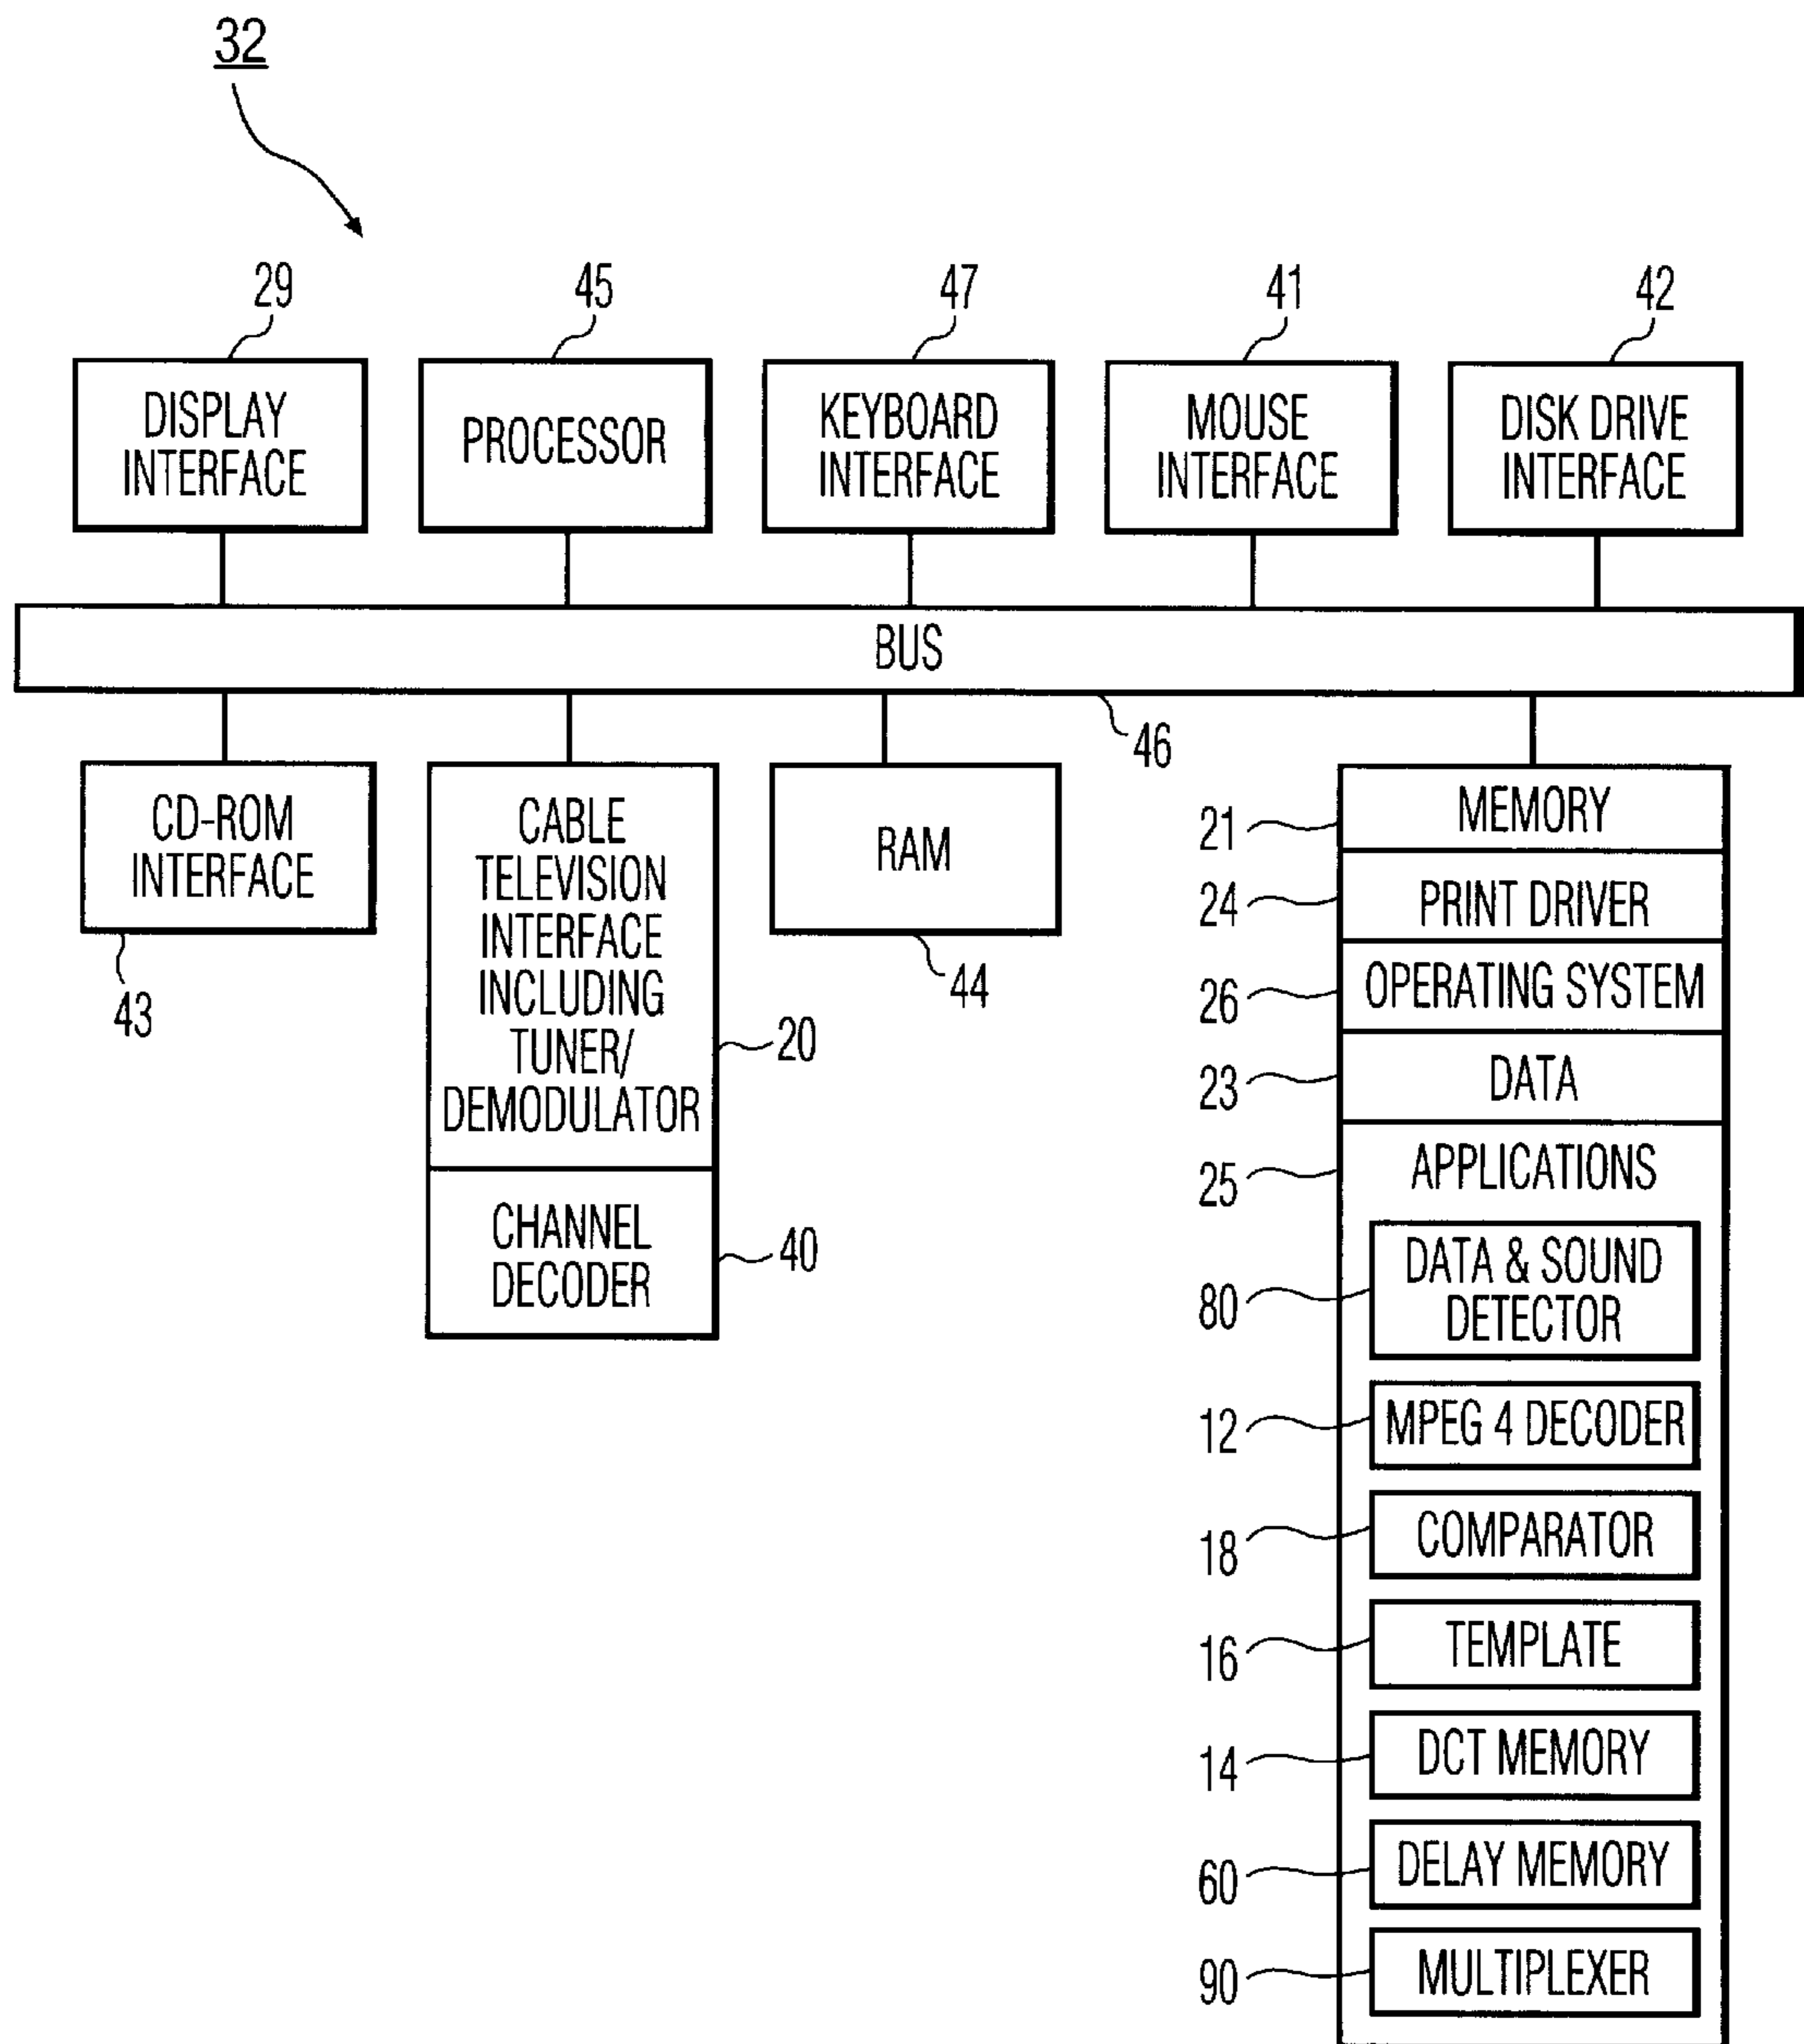 32
29
45
47
41
42
DISPLAY
INTERFACE
PROCESSOR
KEYBOARD
INTERFACE
MOUSE
INTERFACE
DISK DRIVE
INTERFACE
BUS
46
CD-ROM
INTERFACE
43
CABLE
TELEVISION
INTERFACE
INCLUDING
TUNER/
DEMODULATOR
20
CHANNEL
DECODER
40
RAM
44
21
MEMORY
24
PRINT DRIVER
26
OPERATING SYSTEM
23
DATA
25
APPLICATIONS
80
DATA & SOUND
DETECTOR
12
MPEG 4 DECODER
18
COMPARATOR
16
TEMPLATE
14
DCT MEMORY
60
DELAY MEMORY
90
MULTIPLEXER